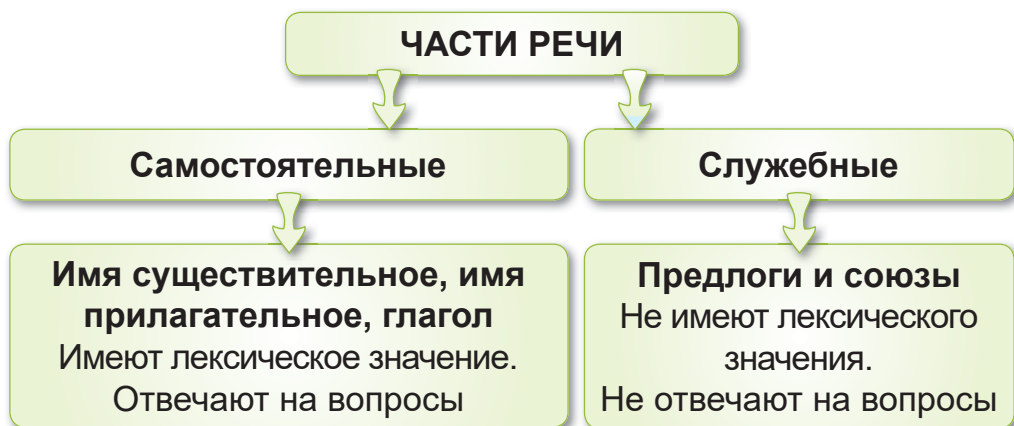 ЧАСТИ РЕЧИ
Самостоятельные
Служебные
Имя существительное, имя
прилагательное, глагол
Имеют лексическое значение.
Отвечают на вопросы
Предлоги и союзы
Не имеют лексического
значения.
Не отвечают на вопросы